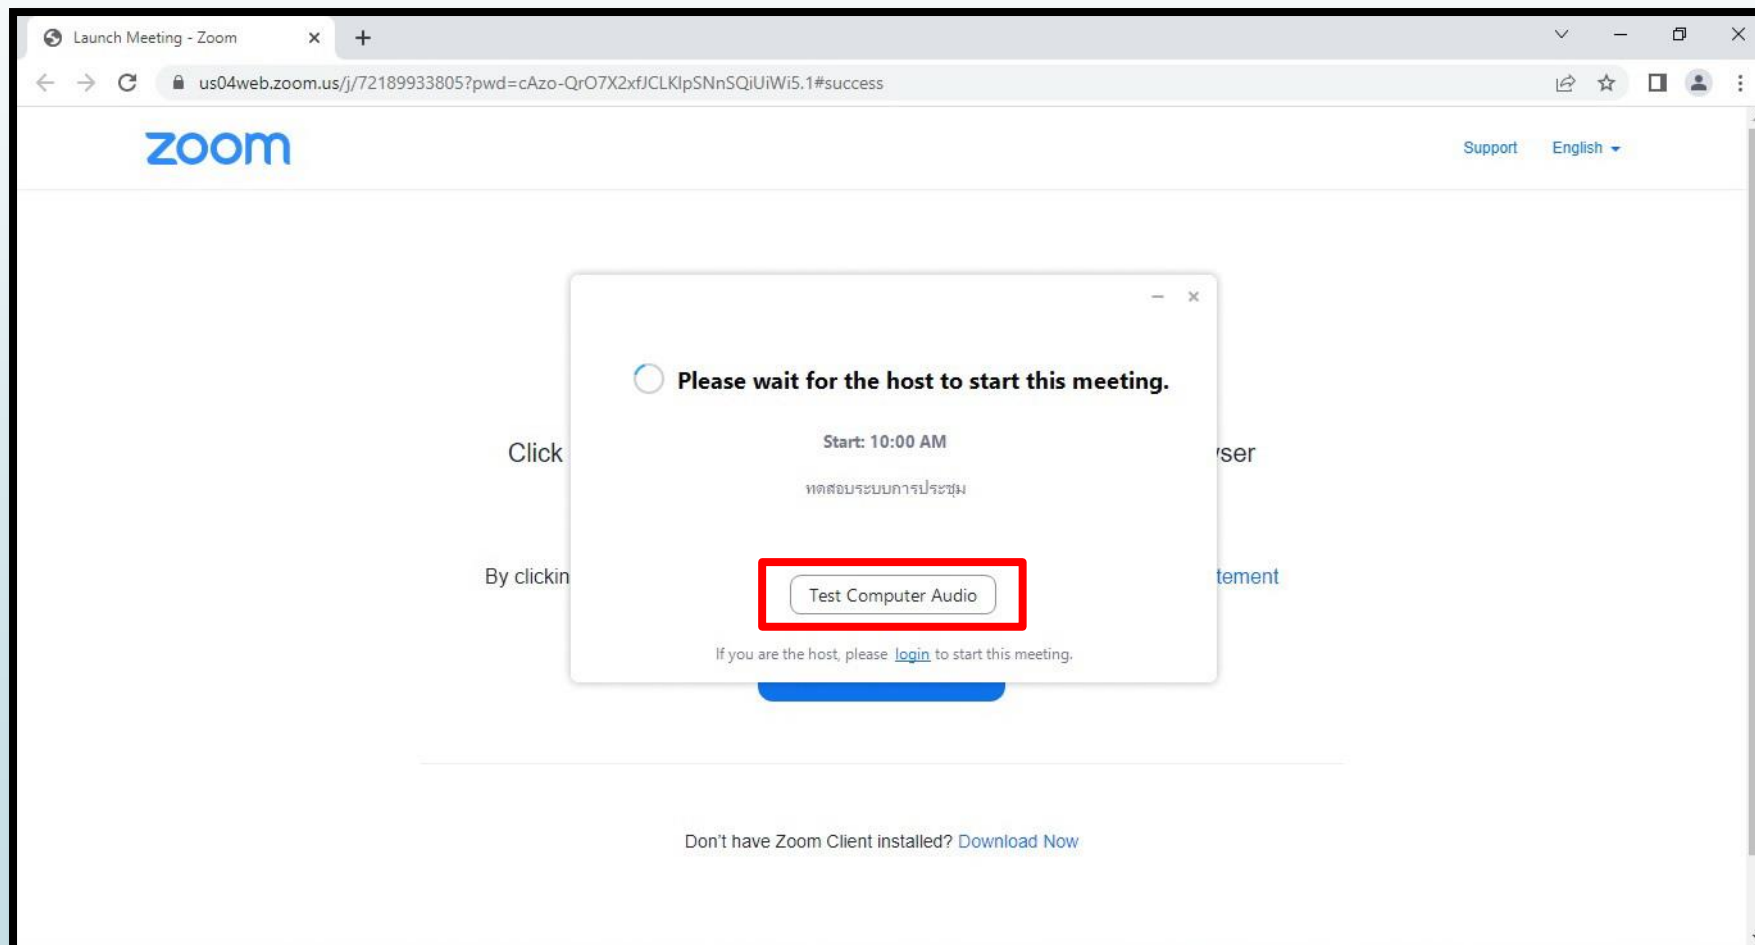 Launch Meeting - Zoom
us04web.zoom.us/j/72189933805?pwd=cAzo-QrO7X2xfJCLKlpSNnSQiUiWi5.1#success
zoom
Support English
Please wait for the host to start this meeting.
Start: 10:00 AM
Click
ทดสอบระบบการประชุม
By clickin
Test Computer Audio
If you are the host, please login to start this meeting.
Don't have Zoom Client installed? Download Now